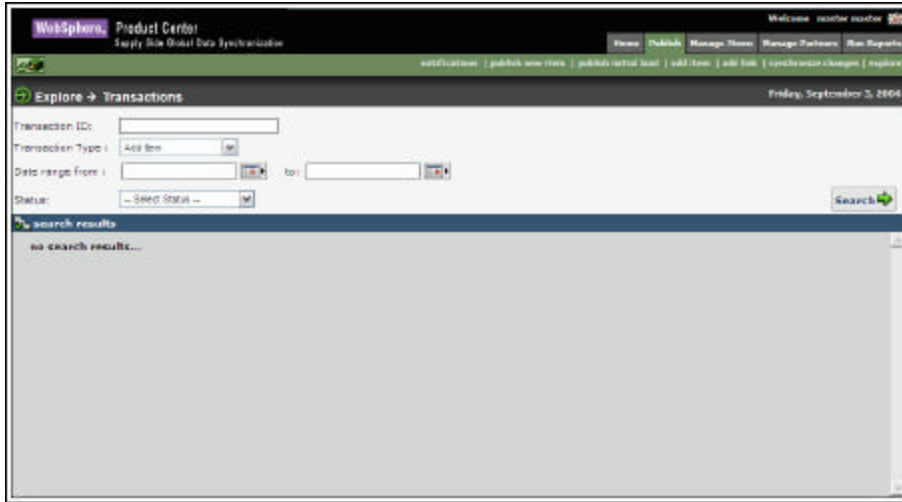 WebSphere. Product Center
Supply Side Global Data Synchronization
Welcome master master
Home Publish Manage Items Manage Partners Run Reports
notifications | publish new item | publish initial load | add item | add link | synchronize changes | explore
Explore → Transactions
Friday, September 3, 2004
Transaction ID:
Transaction Type : Add Item
Date range from : to:
Status: -- Select Status --
Search
search results
no search results...